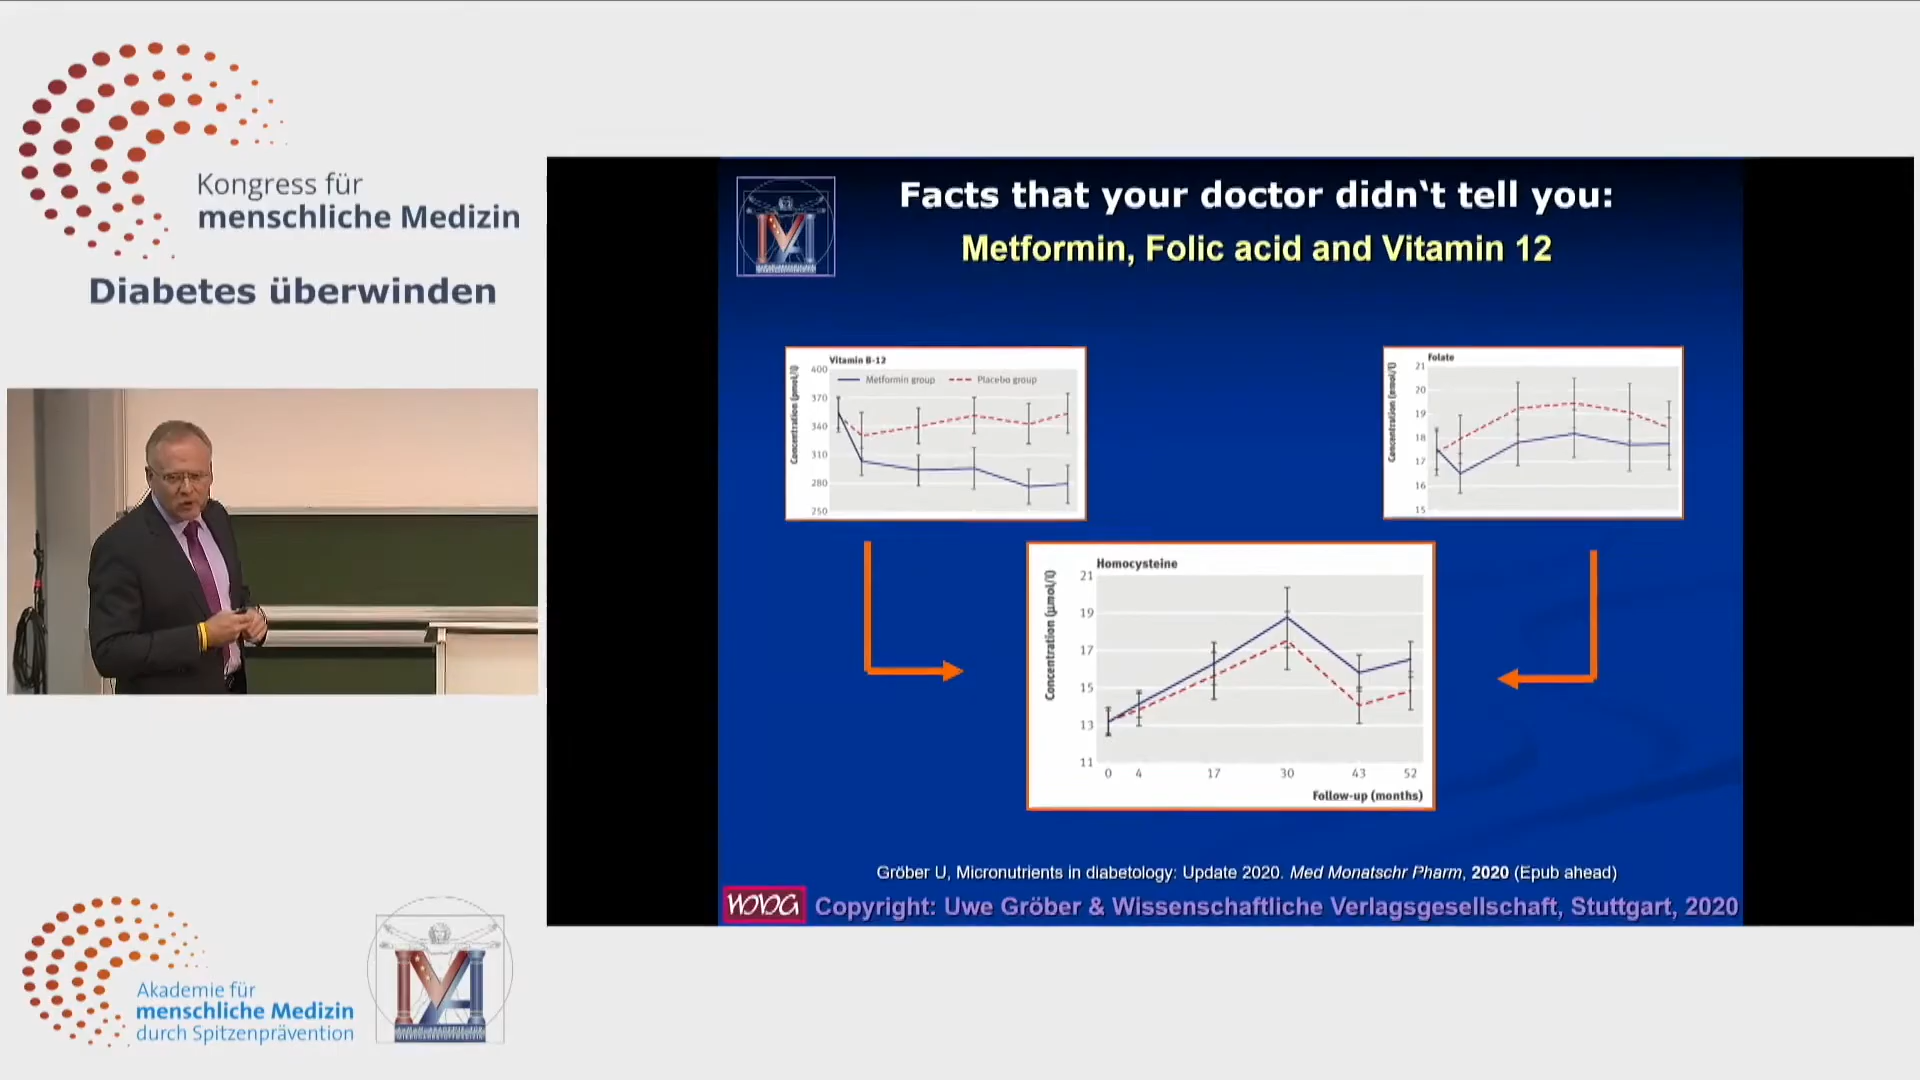 Kongress für
menschliche Medizin
Diabetes überwinden
Facts that your doctor didn‘t tell you:
Metformin, Folic acid and Vitamin 12
Vitamin B-12
Concentration (pmol/l)
Metformin group
Placebo group
400
370
340
310
280
250
Folate
Concentration (nmol/l)
21
20
19
18
17
16
15
Homocysteine
Concentration (µmol/l)
21
19
17
15
13
11
0 4 17 30 43 52
Follow-up (months)
Gröber U, Micronutrients in diabetology: Update 2020. Med Monatschr Pharm, 2020 (Epub ahead)
WVG Copyright: Uwe Gröber & Wissenschaftliche Verlagsgesellschaft, Stuttgart, 2020
Akademie für
menschliche Medizin
durch Spitzenprävention